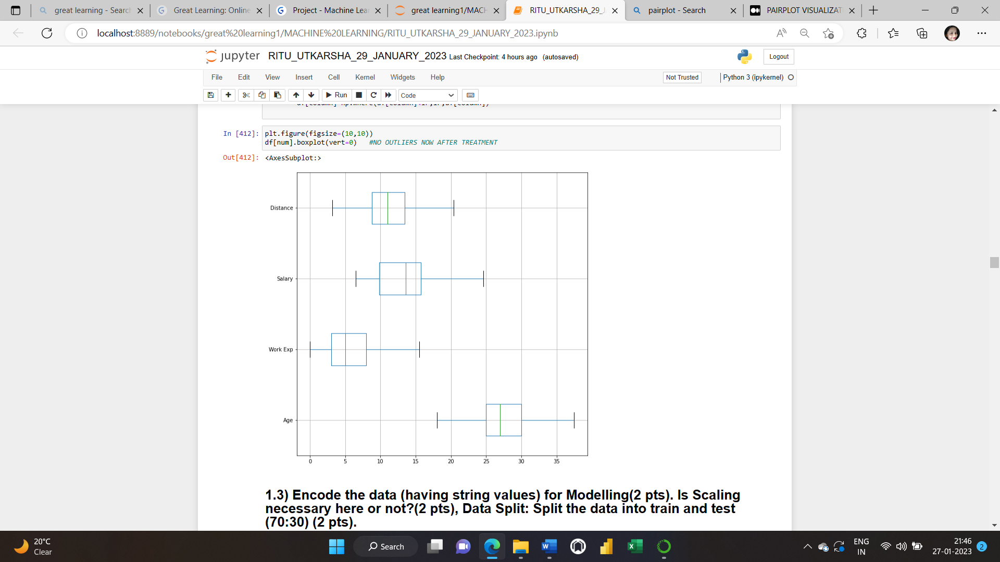 great learning - Search
Great Learning: Online
Project - Machine Lea
great learning1/MACH
RITU_UTKARSHA_29_J
pairplot - Search
PAIRPLOT VISUALIZAT
localhost:8889/notebooks/great%20learning1/MACHINE%20LEARNING/RITU_UTKARSHA_29_JANUARY_2023.ipynb
jupyter RITU_UTKARSHA_29_JANUARY_2023 Last Checkpoint: 4 hours ago (autosaved)
Logout
File Edit View Insert Cell Kernel Widgets Help
Not Trusted
Python 3 (ipykernel)
Run
Code
In [412]: plt.figure(figsize=(10,10))
df[num].boxplot(vert=0) #NO OUTLIERS NOW AFTER TREATMENT
Out[412]: <AxesSubplot:>
Distance
Salary
Work Exp
Age
0 5 10 15 20 25 30 35
1.3) Encode the data (having string values) for Modelling(2 pts). Is Scaling
necessary here or not?(2 pts), Data Split: Split the data into train and test
(70:30) (2 pts).
20°C
Clear
Search
ENG
IN
21:46
27-01-2023
2